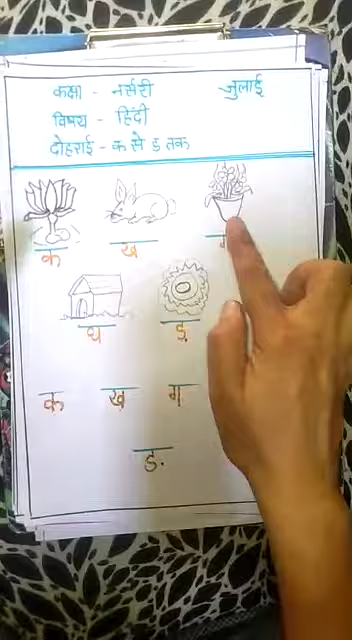 कक्षा - नर्सरी जुलाई
विषय - हिंदी
दोहराई - क से ङ तक
क ख
घ ङ
क ख ग
ङ